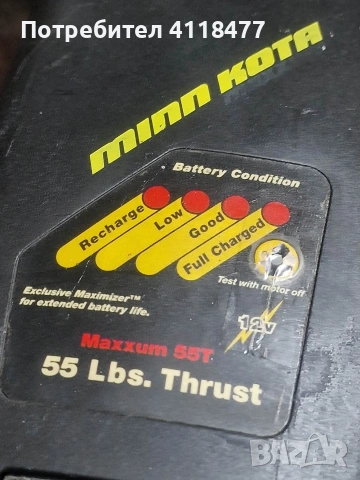 Потребител 4118477
MINN KOTA
Battery Condition
Recharge
Low
Good
Full Charged
Test with motor off
Exclusive Maximizer™
for extended battery life.
12V
Maxxum 55T
55 Lbs. Thrust
BAZAR